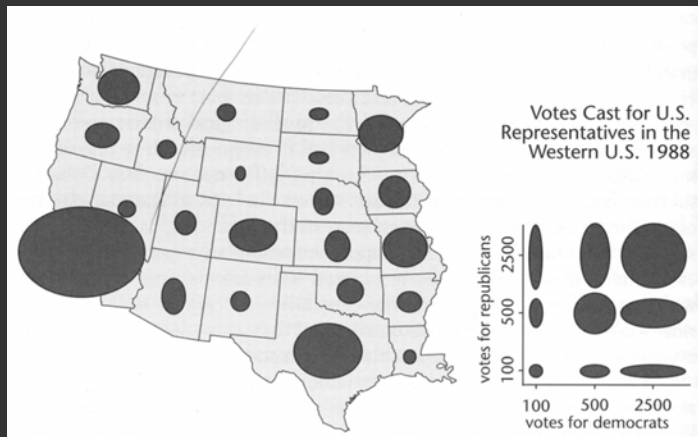 Votes Cast for U.S.
Representatives in the
Western U.S. 1988
votes for republicans
2500
500
100
100 500 2500
votes for democrats